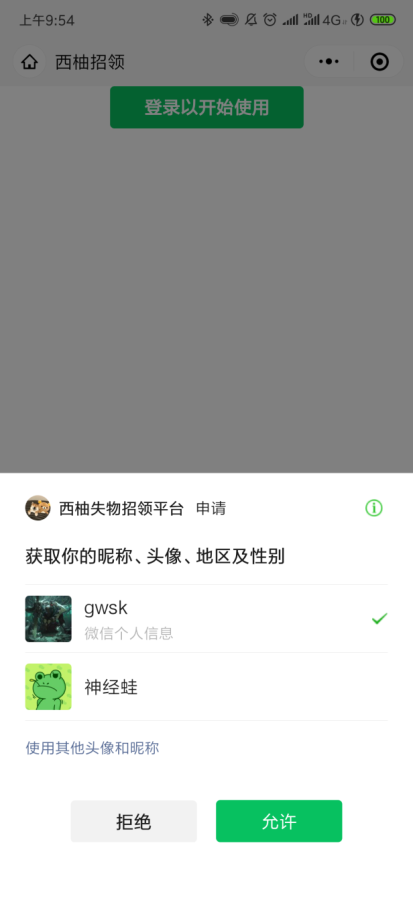 上午9:54
4G
100
西柚招领
登录以开始使用
西柚失物招领平台 申请
获取你的昵称、头像、地区及性别
gwsk
微信个人信息
神经蛙
使用其他头像和昵称
拒绝
允许